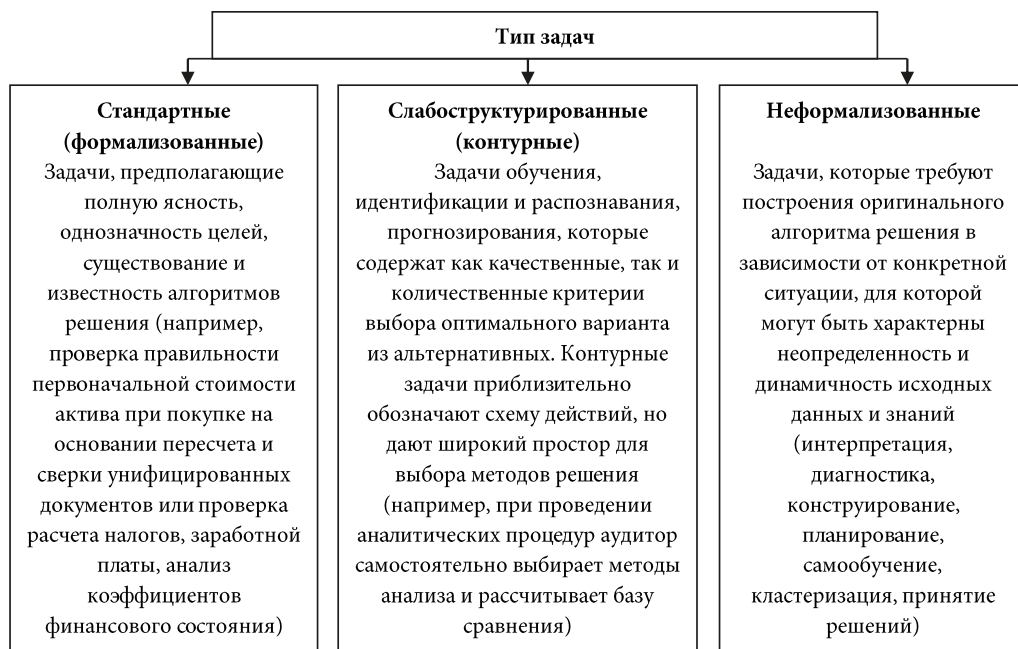 Тип задач
Стандартные
(формализованные)
Задачи, предполагающие
полную ясность,
однозначность целей,
существование и
известность алгоритмов
решения (например,
проверка правильности
первоначальной стоимости
актива при покупке на
основании пересчета и
сверки унифицированных
документов или проверка
расчета налогов, заработной
платы, анализ
коэффициентов
финансового состояния)
Слабоструктурированные
(контурные)
Задачи обучения,
идентификации и распознавания,
прогнозирования, которые
содержат как качественные, так и
количественные критерии
выбора оптимального варианта
из альтернативных. Контурные
задачи приблизительно
обозначают схему действий, но
дают широкий простор для
выбора методов решения
(например, при проведении
аналитических процедур аудитор
самостоятельно выбирает методы
анализа и рассчитывает базу
сравнения)
Неформализованные
Задачи, которые требуют
построения оригинального
алгоритма решения в
зависимости от конкретной
ситуации, для которой
могут быть характерны
неопределенность и
динамичность исходных
данных и знаний
(интерпретация,
диагностика,
конструирование,
планирование,
самообучение,
кластеризация, принятие
решений)